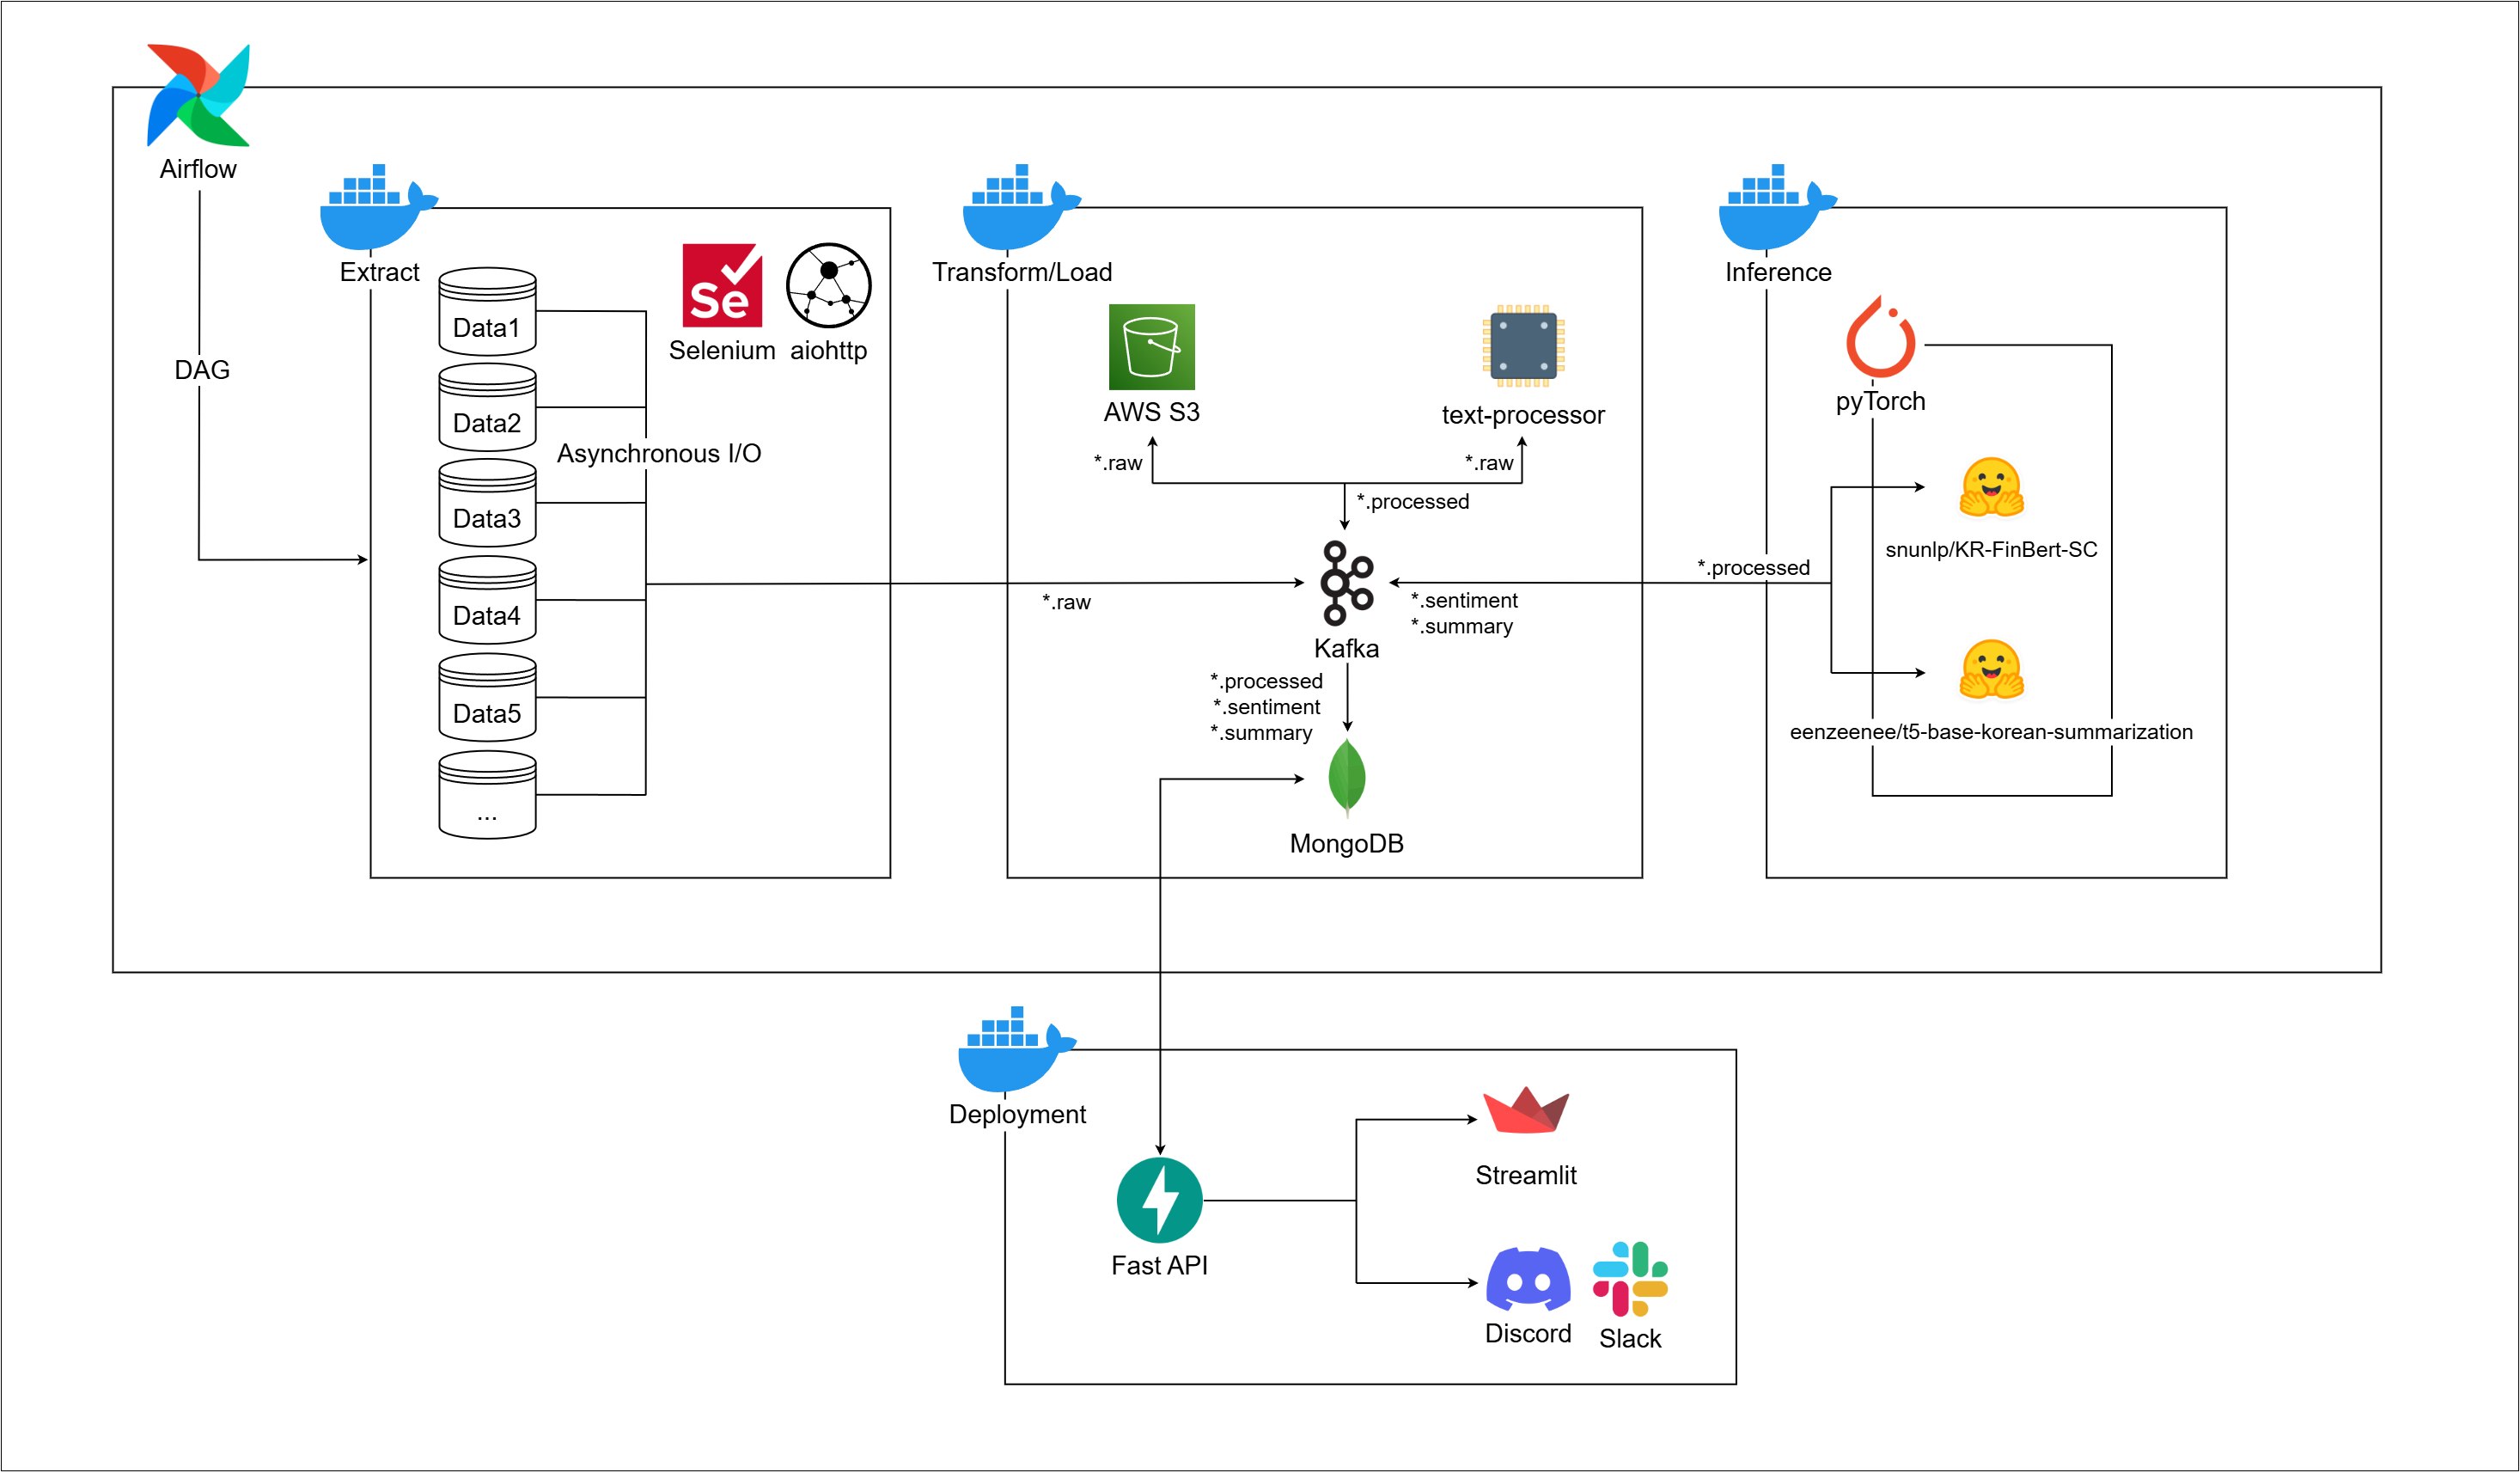 Airflow
DAG
Extract
Data1
Data2
Data3
Data4
Data5
...
Se
Selenium
aiohttp
Asynchronous I/O
*.raw
Transform/Load
AWS S3
text-processor
*.raw
*.raw
*.processed
Kafka
*.processed
*.sentiment
*.summary
MongoDB
*.sentiment
*.summary
*.processed
Inference
pyTorch
snunlp/KR-FinBert-SC
eenzeenee/t5-base-korean-summarization
Deployment
Fast API
Streamlit
Discord
Slack